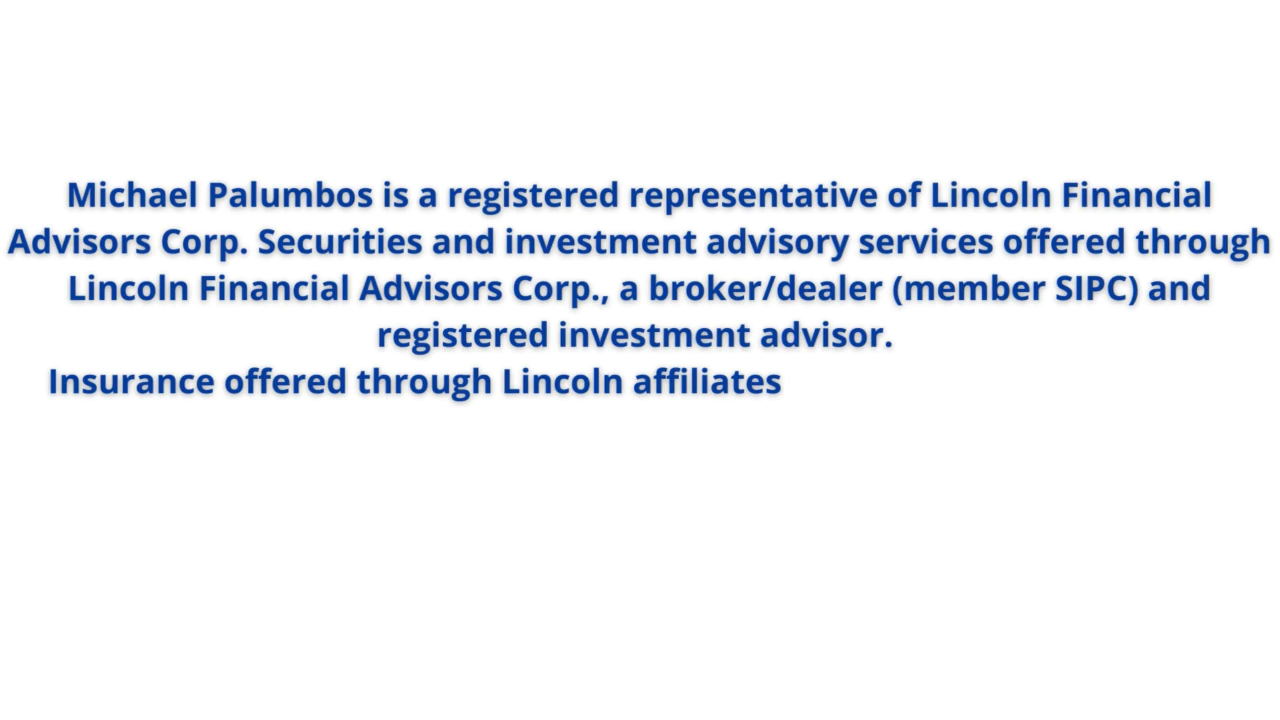 Michael Palumbos is a registered representative of Lincoln Financial
Advisors Corp. Securities and investment advisory services offered through
Lincoln Financial Advisors Corp., a broker/dealer (member SIPC) and
registered investment advisor.
Insurance offered through Lincoln affiliates